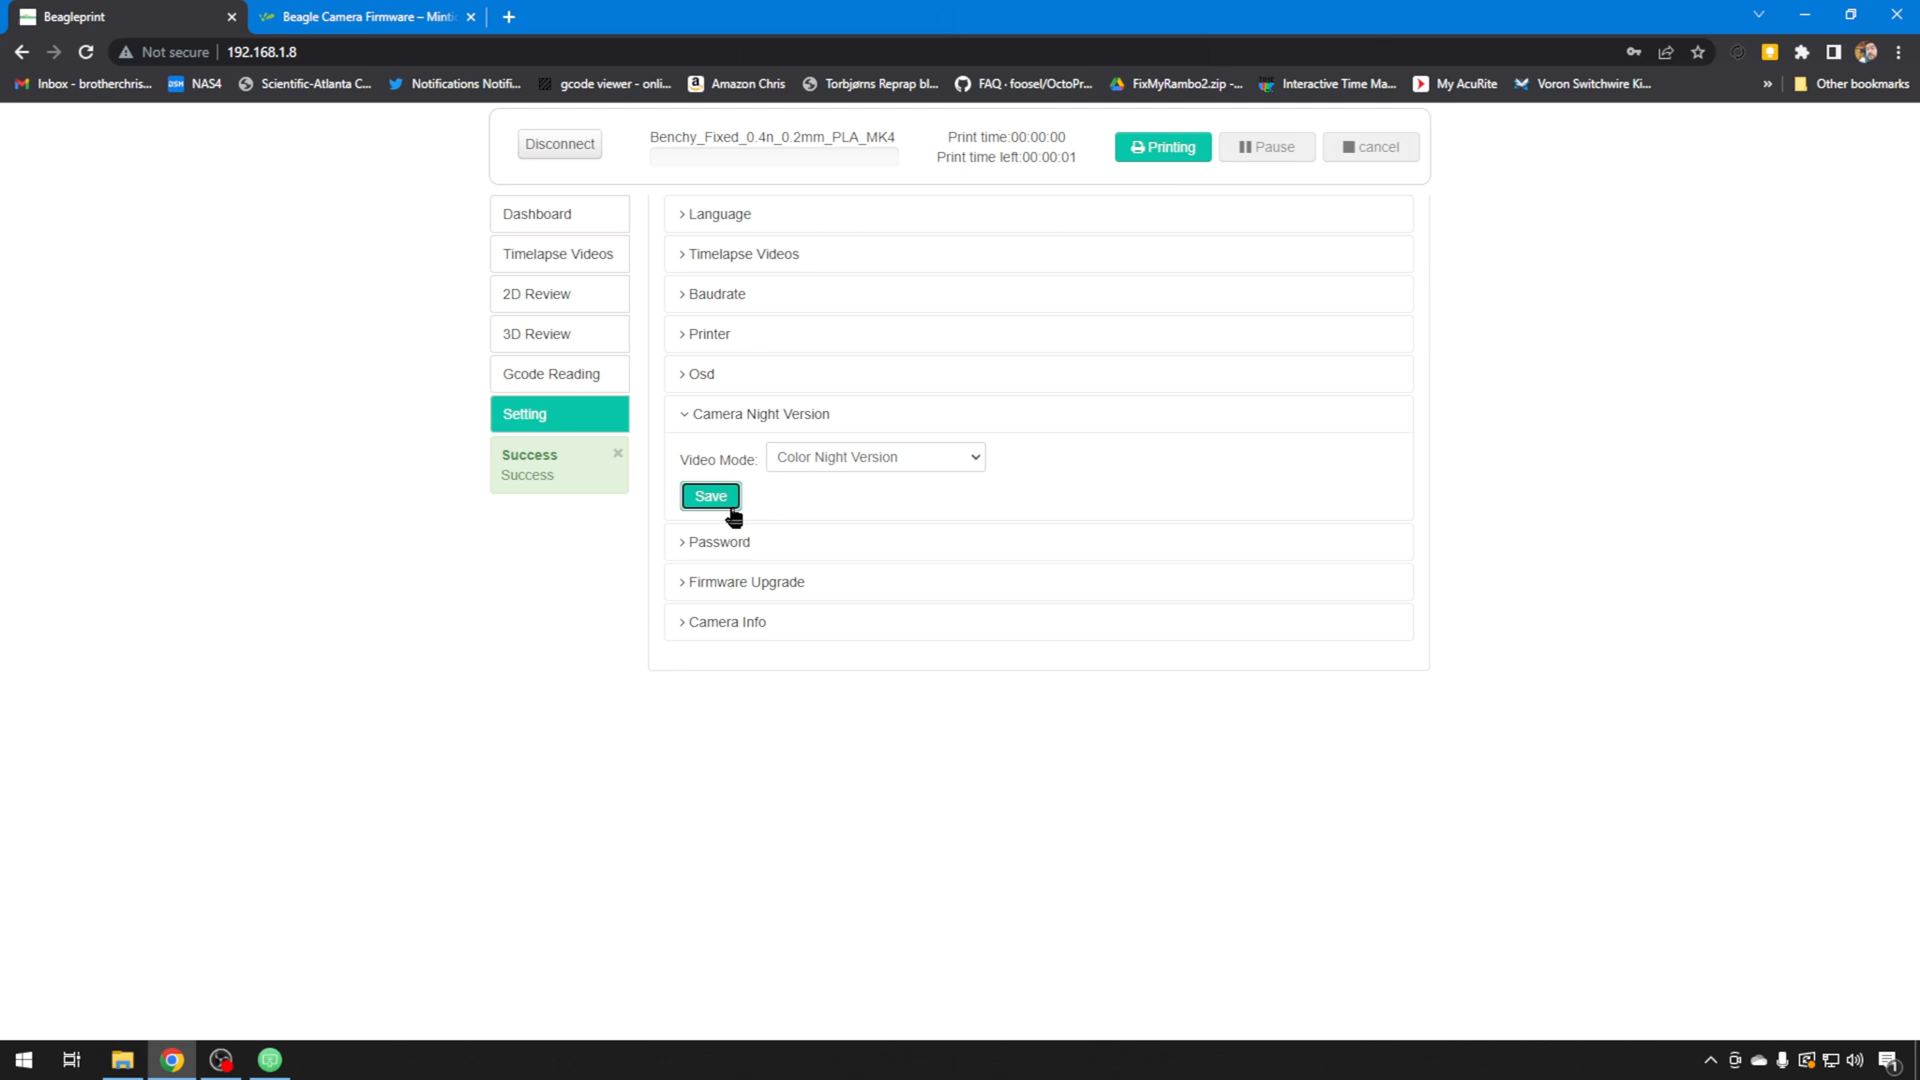 Beagleprint
Beagle Camera Firmware – Minti
Not secure
192.168.1.8
Inbox - brotherchris...
DSM NAS4
Scientific-Atlanta C...
Notifications Notifi...
gcode viewer - onli...
Amazon Chris
Torbjørns Reprap bl...
FAQ · foosel/OctoPr...
FixMyRambo2.zip -...
Interactive Time Ma...
My AcuRite
Voron Switchwire Ki...
»
Other bookmarks
Disconnect
Benchy_Fixed_0.4n_0.2mm_PLA_MK4
Print time:00:00:00
Print time left:00:00:01
Printing
Pause
cancel
Dashboard
Timelapse Videos
2D Review
3D Review
Gcode Reading
Setting
Success
Success
Language
Timelapse Videos
Baudrate
Printer
Osd
Camera Night Version
Video Mode:
Color Night Version
Save
Password
Firmware Upgrade
Camera Info
1